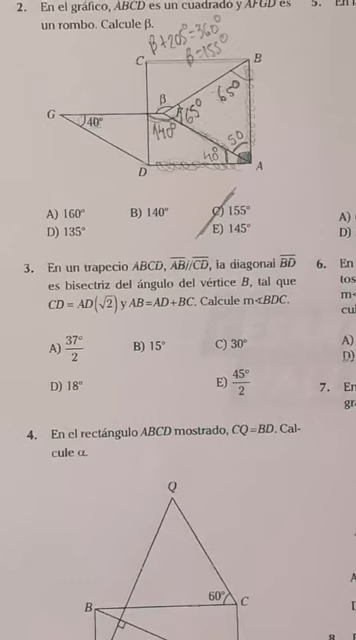 2. En el gráfico, ABCD es un cuadrado y AFGD es
un rombo. Calcule β.
β+205°=360°
β=155°
C
B
65°
β
65°
G
40°
140°
50
40°
D
A
A) 160°
B) 140°
C) 155°
D) 135°
E) 145°
3. En un trapecio ABCD, AB//CD, la diagonal BD
es bisectriz del ángulo del vértice B, tal que
CD=AD(√2) y AB=AD+BC. Calcule m∢BDC.
A) 37°/2
B) 15°
C) 30°
D) 18°
E) 45°/2
4. En el rectángulo ABCD mostrado, CQ=BD. Cal-
cule α.
Q
60°
B
C
5.
6. En
tos
m∢
A)
D)
7. En
A)
D)
8.